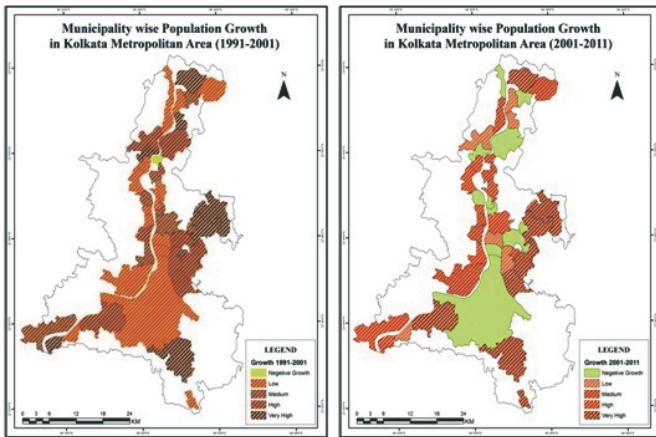 Municipality wise Population Growth
in Kolkata Metropolitan Area (1991-2001)
N
LEGEND
Growth 1991-2001
Negetive Growth
Low
Medium
High
Very High
0 3 6 12 18 24
KM
Municipality wise Population Growth
in Kolkata Metropolitan Area (2001-2011)
N
LEGEND
Growth 2001-2011
Negetive Growth
Low
Medium
High
Very High
0 3 6 12 18 24
KM